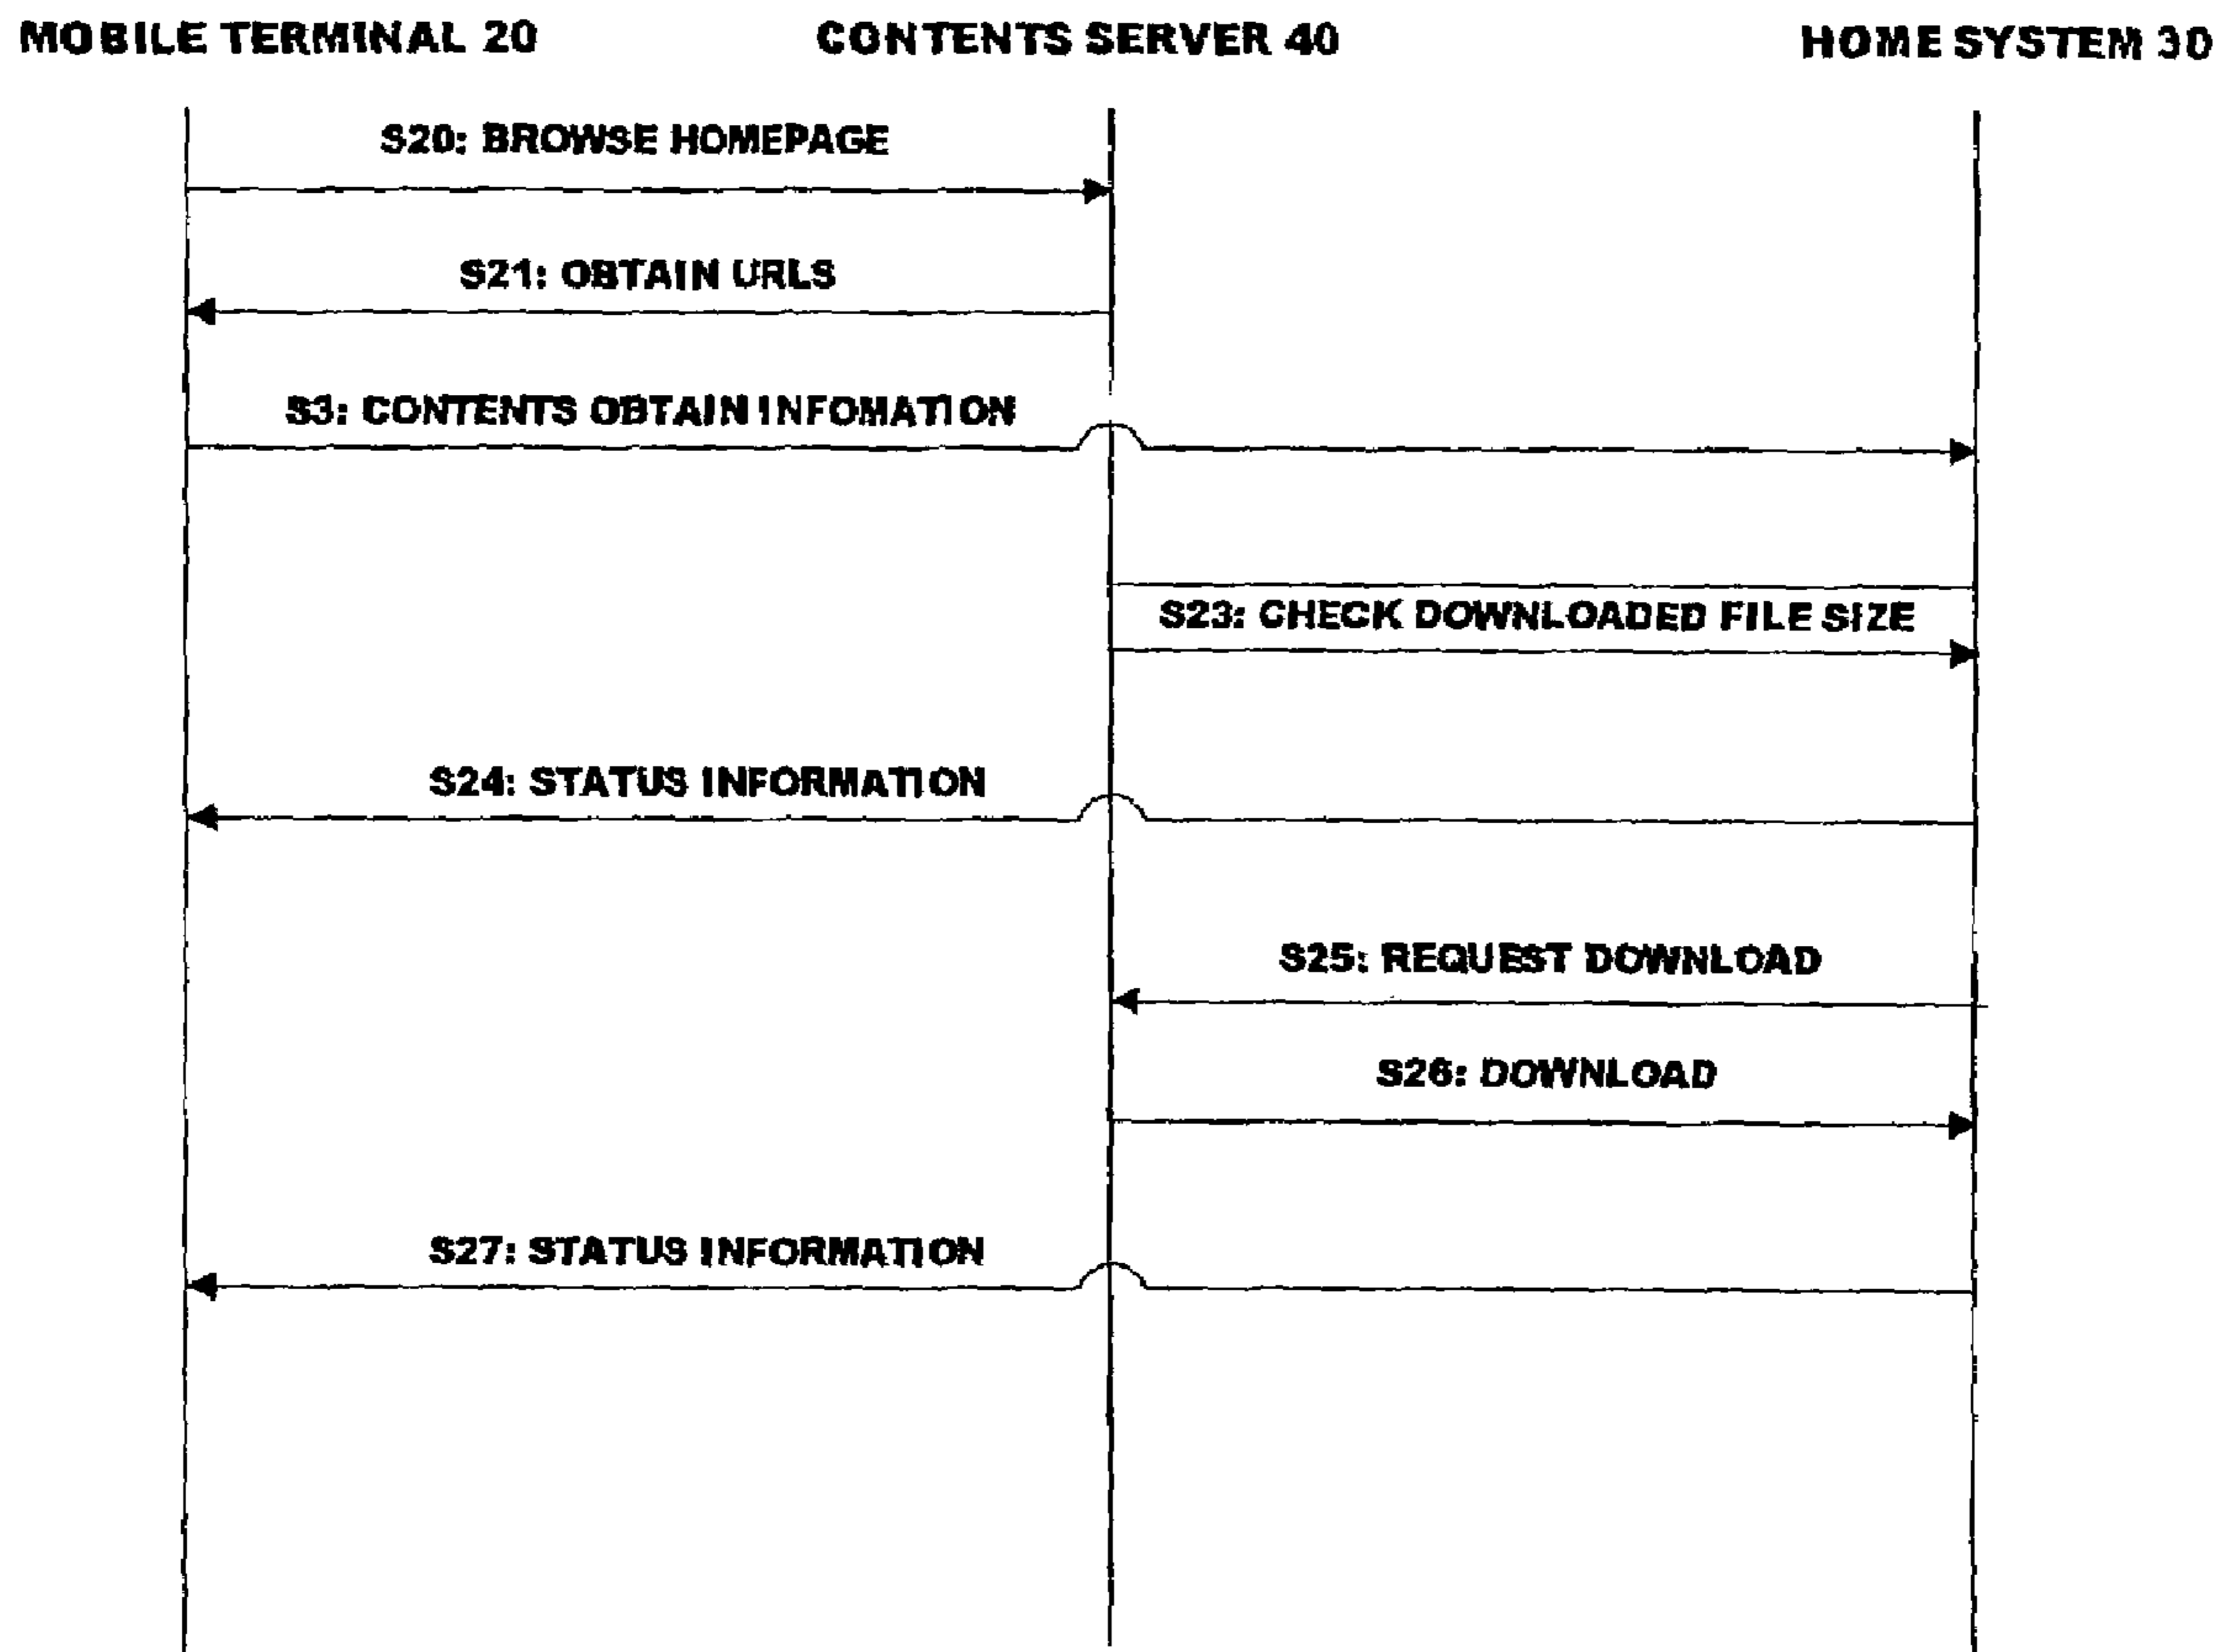 MOBILE TERMINAL 20 CONTENTS SERVER 40 HOME SYSTEM 30
S20: BROWSE HOMEPAGE
S21: OBTAIN URLS
S3: CONTENTS OBTAIN INFOMATION
S23: CHECK DOWNLOADED FILE SIZE
S24: STATUS INFORMATION
S25: REQUEST DOWNLOAD
S26: DOWNLOAD
S27: STATUS INFORMATION